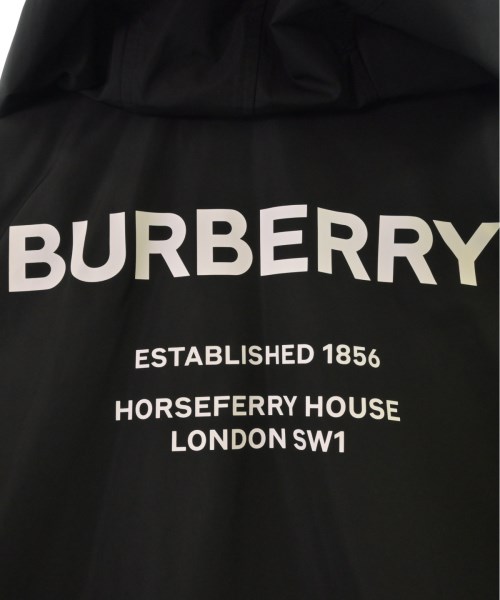 BURBERRY
ESTABLISHED 1856
HORSEFERRY HOUSE
LONDON SW1